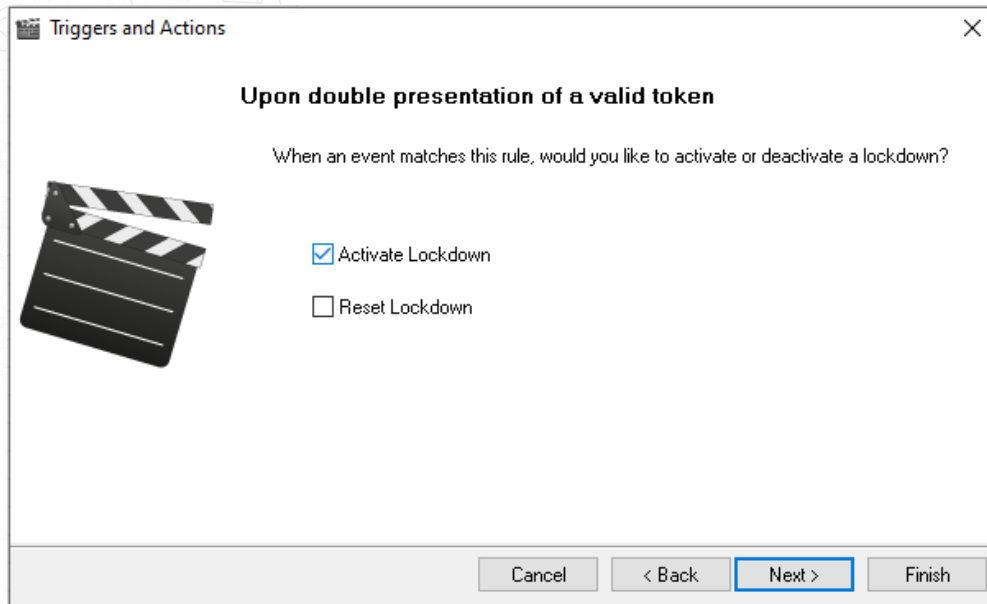 Triggers and Actions
Upon double presentation of a valid token
When an event matches this rule, would you like to activate or deactivate a lockdown?
Activate Lockdown
Reset Lockdown
Cancel
< Back
Next >
Finish